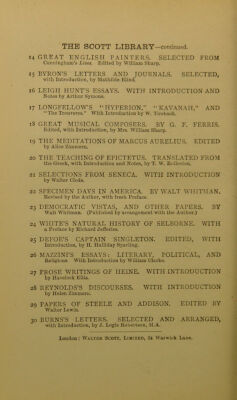 THE SCOTT LIBRARY—continued.
14 GREAT ENGLISH PAINTERS. SELECTED FROM
Cunningham's Lives. Edited by William Sharp.
15 BYRON'S LETTERS AND JOURNALS. SELECTED,
with Introduction, by Mathilde Blind.
16 LEIGH HUNT'S ESSAYS. WITH INTRODUCTION AND
Notes by Arthur Symons.
17 LONGFELLOW'S "HYPERION," "KAVANAH," AND
"The Trouveres." With Introduction by W. Tirebuck.
18 GREAT MUSICAL COMPOSERS. BY G. F. FERRIS.
Edited, with Introduction, by Mrs. William Sharp.
19 THE MEDITATIONS OF MARCUS AURELIUS. EDITED
by Alice Zimmern.
20 THE TEACHING OF EPICTETUS. TRANSLATED FROM
the Greek, with Introduction and Notes, by T. W. Rolleston.
21 SELECTIONS FROM SENECA. WITH INTRODUCTION
by Walter Clode.
22 SPECIMEN DAYS IN AMERICA. BY WALT WHITMAN.
Revised by the Author, with fresh Preface.
23 DEMOCRATIC VISTAS, AND OTHER PAPERS. BY
Walt Whitman. (Published by arrangement with the Author.)
24 WHITE'S NATURAL HISTORY OF SELBORNE. WITH
a Preface by Richard Jefferies.
25 DEFOE'S CAPTAIN SINGLETON. EDITED, WITH
Introduction, by H. Halliday Sparling.
26 MAZZINI'S ESSAYS: LITERARY, POLITICAL, AND
Religious With Introduction by William Clarke.
27 PROSE WRITINGS OF HEINE. WITH INTRODUCTION
by Havelock Ellis.
28 REYNOLDS'S DISCOURSES. WITH INTRODUCTION
by Helen Zimmern.
29 PAPERS OF STEELE AND ADDISON. EDITED BY
Walter Lewin.
30 BURNS'S LETTERS. SELECTED AND ARRANGED,
with Introduction, by J. Logie Robertson, M.A.
London: WALTER SCOTT, LIMITED, 24 Warwick Lane.